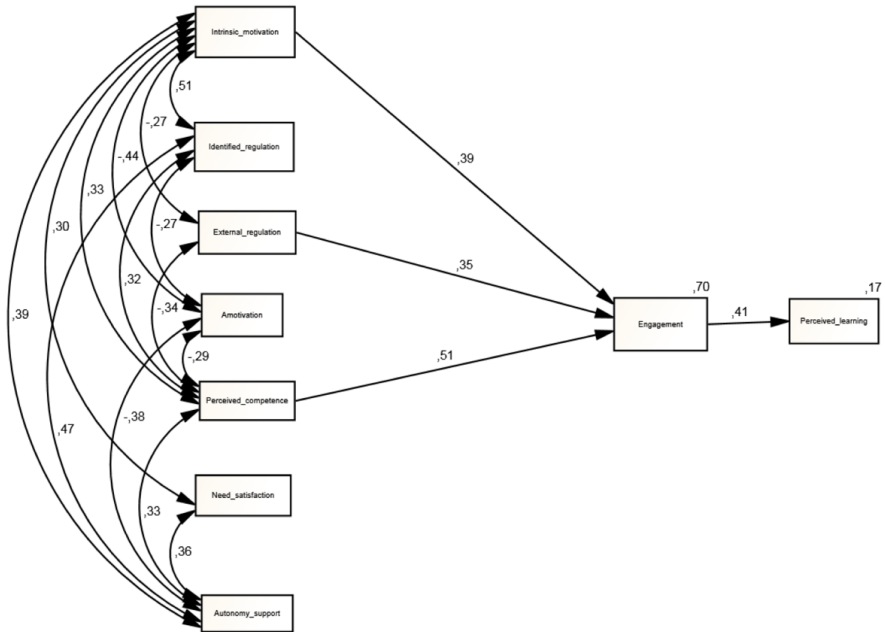 Intrinsic_motivation
,51
Identified_regulation
-,27
-,44
,39
,33
-,27
,30
External_regulation
,35
,32
-,34
,70
,17
,39
Amotivation
Engagement
,41
Perceived_learning
-,29
,51
Perceived_competence
-,38
,47
Need_satisfaction
,33
,36
Autonomy_support